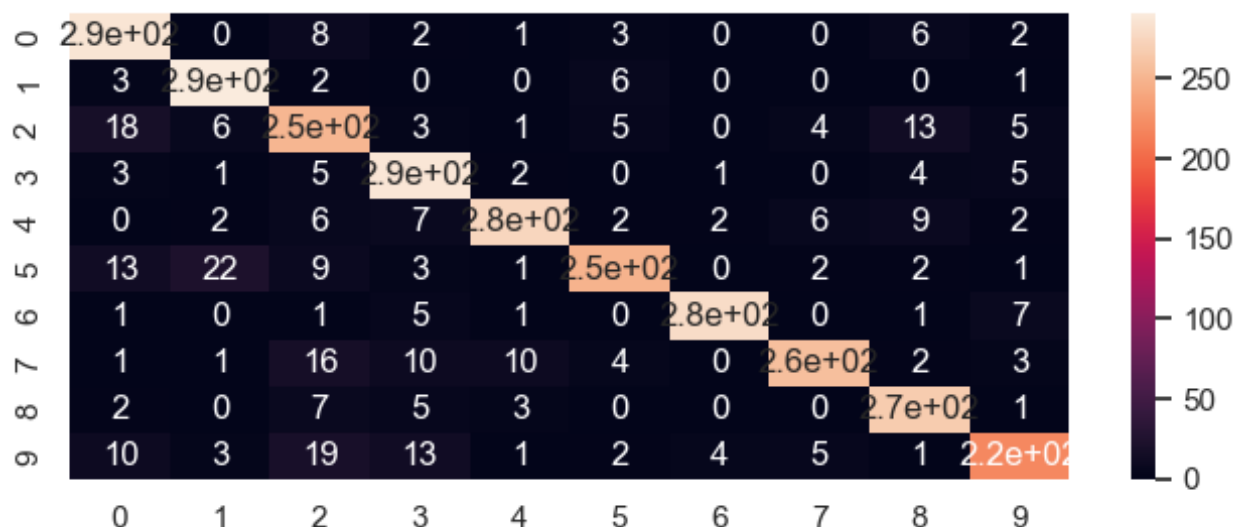 0 2.9e+02 0 8 2 1 3 0 0 6 2
1 3 2.9e+02 2 0 0 6 0 0 0 1
2 18 6 2.5e+02 3 1 5 0 4 13 5
3 3 1 5 2.9e+02 2 0 1 0 4 5
4 0 2 6 7 2.8e+02 2 2 6 9 2
5 13 22 9 3 1 2.5e+02 0 2 2 1
6 1 0 1 5 1 0 2.8e+02 0 1 7
7 1 1 16 10 10 4 0 2.6e+02 2 3
8 2 0 7 5 3 0 0 0 2.7e+02 1
9 10 3 19 13 1 2 4 5 1 2.2e+02
0 1 2 3 4 5 6 7 8 9
250
200
150
100
50
0